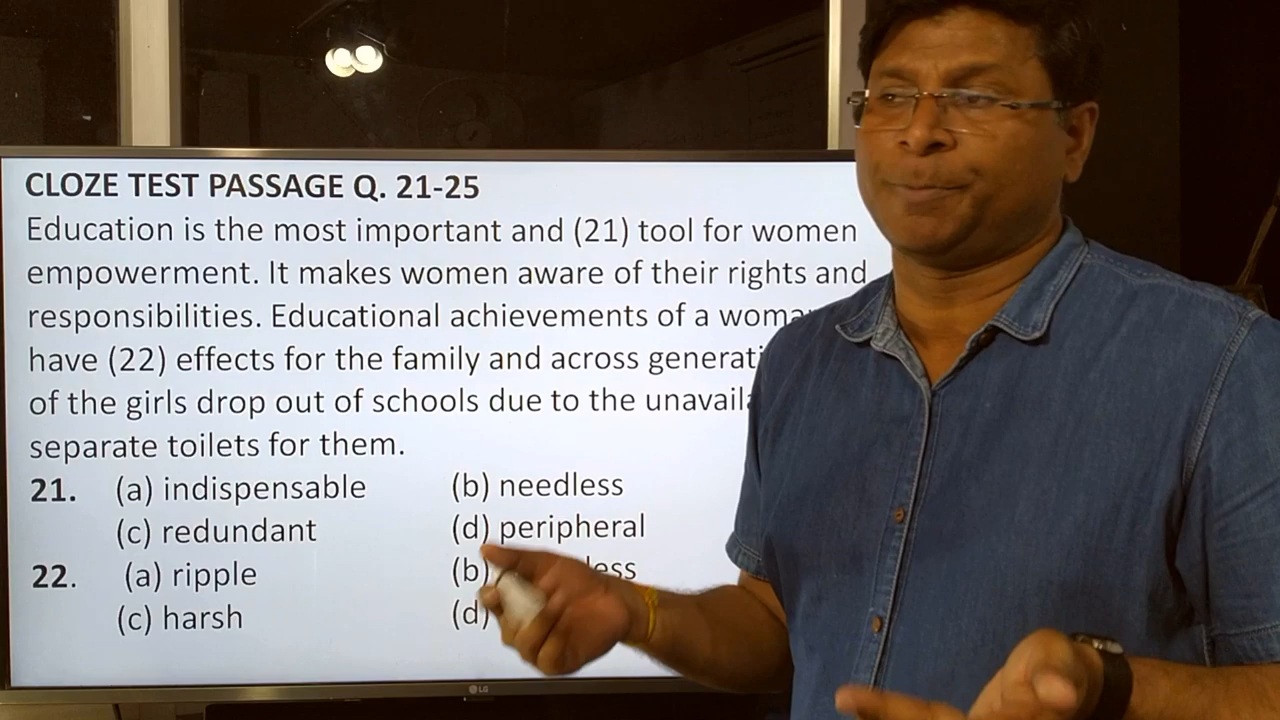 CLOZE TEST PASSAGE Q. 21-25
Education is the most important and (21) tool for women
empowerment. It makes women aware of their rights and
responsibilities. Educational achievements of a
have (22) effects for the family and across
of the girls drop out of schools due to the
separate toilets for them.
21. (a) indispensable (b) needless
(c) redundant (d) peripheral
22. (a) ripple (b)
(c) harsh (d)
LG